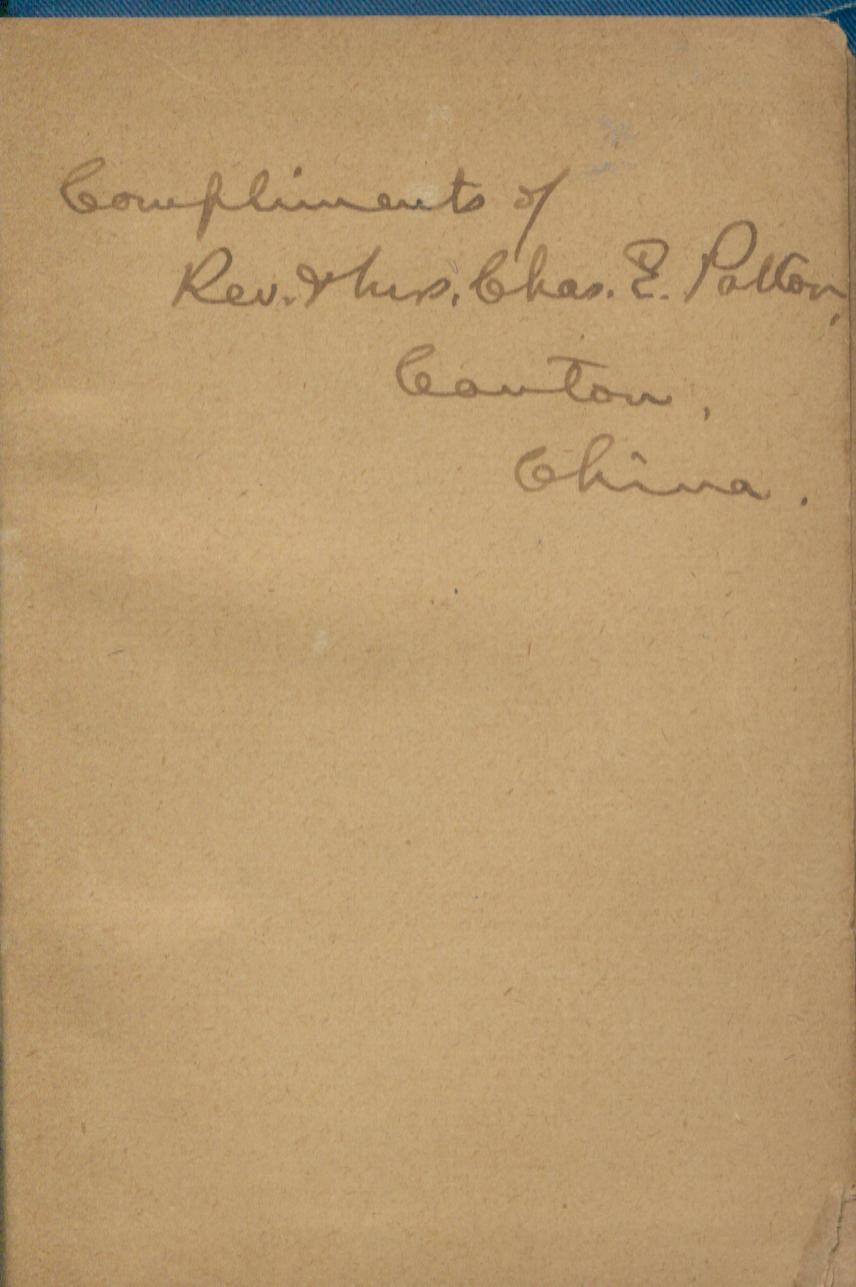 Compliments of
Rev. & Mrs. Chas. E. Patton,
Canton,
China.